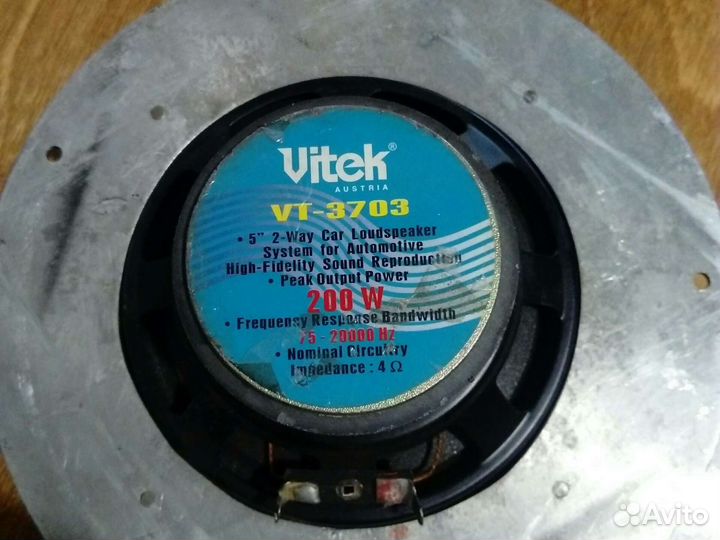 Vitek®
AUSTRIA
VT-3703
• 5" 2-Way Car Loudspeaker
System for Automotive
High-Fidelity Sound Reproduction
• Peak Output Power
200 W
• Frequency Response Bandwidth
75 - 20000 Hz
• Nominal Circuitry
Impedance : 4 Ω
Avito